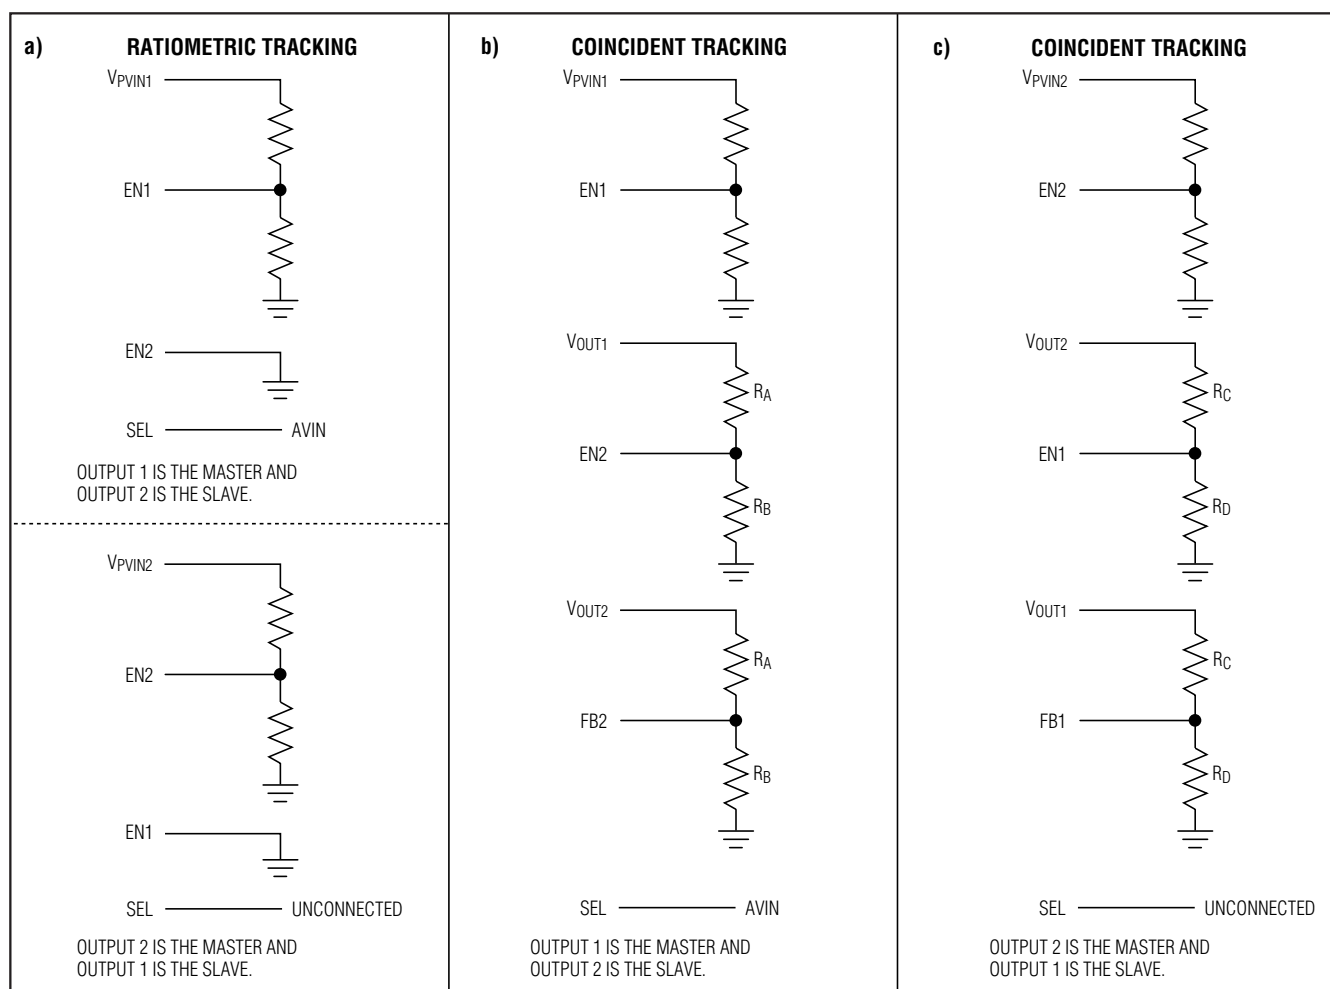 a) RATIOMETRIC TRACKING
VPVIN1
EN1
EN2
SEL AVIN
OUTPUT 1 IS THE MASTER AND
OUTPUT 2 IS THE SLAVE.
VPVIN2
EN2
EN1
SEL UNCONNECTED
OUTPUT 2 IS THE MASTER AND
OUTPUT 1 IS THE SLAVE.
b) COINCIDENT TRACKING
VPVIN1
EN1
VOUT1
RA
EN2
RB
VOUT2
RA
FB2
RB
SEL AVIN
OUTPUT 1 IS THE MASTER AND
OUTPUT 2 IS THE SLAVE.
c) COINCIDENT TRACKING
VPVIN2
EN2
VOUT2
RC
EN1
RD
VOUT1
RC
FB1
RD
SEL UNCONNECTED
OUTPUT 2 IS THE MASTER AND
OUTPUT 1 IS THE SLAVE.